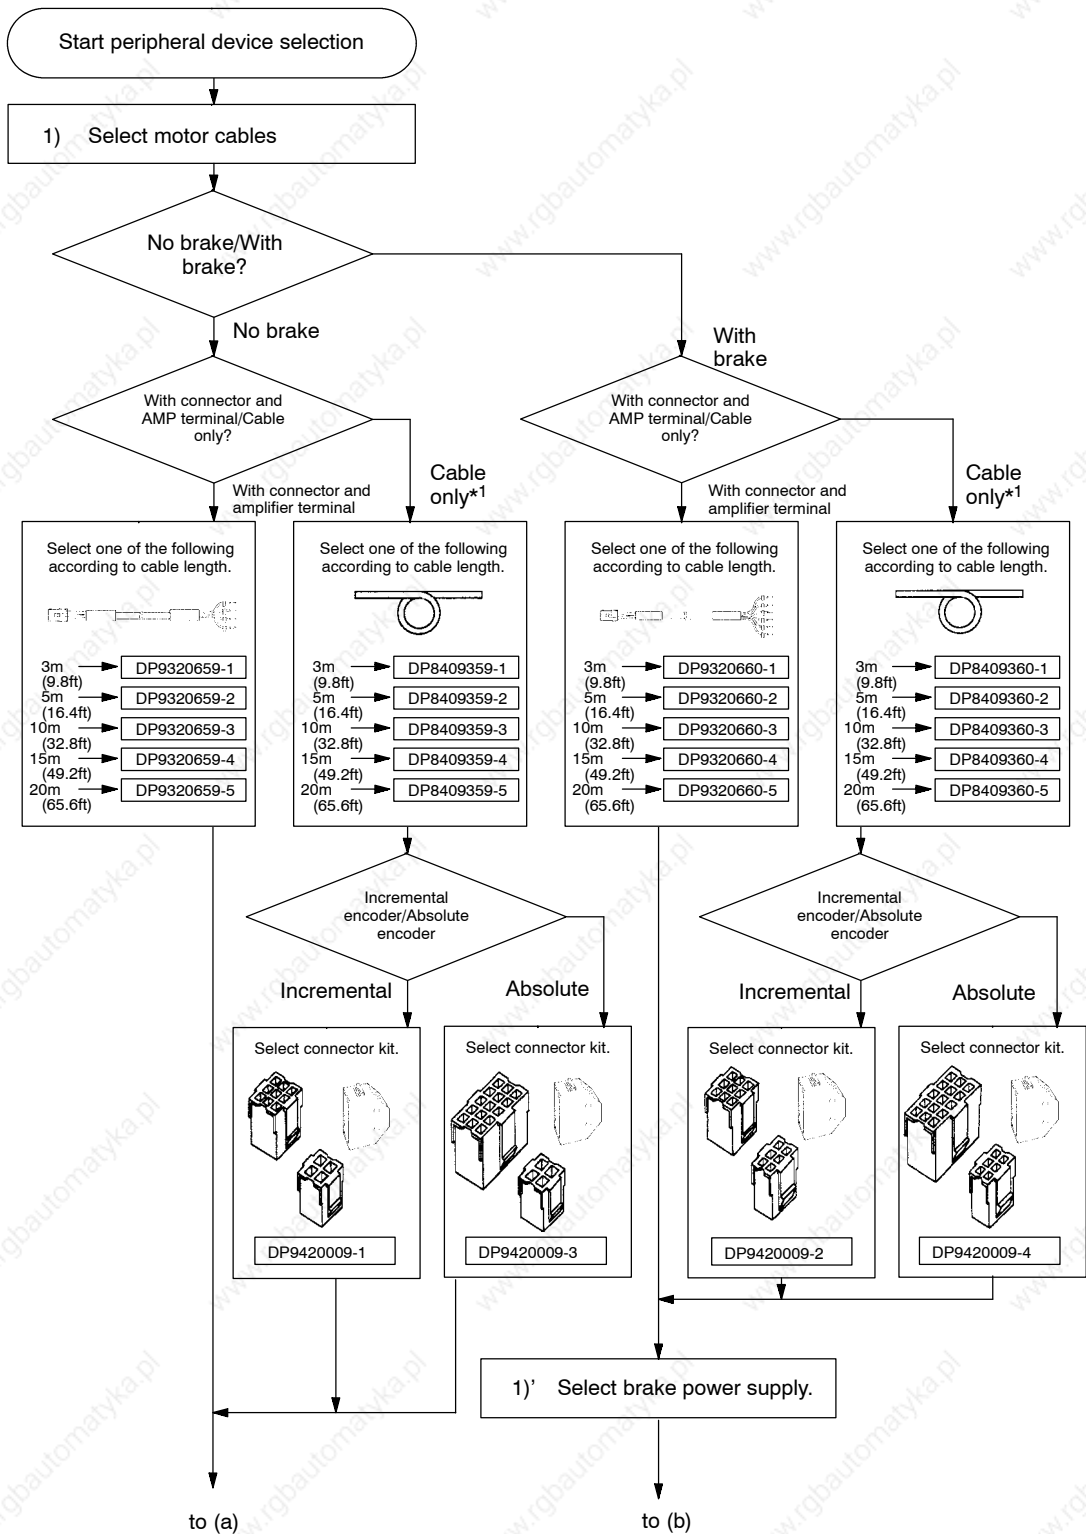 Start peripheral device selection
1) Select motor cables
No brake/With
brake?
No brake
With
brake
With connector and
AMP terminal/Cable
only?
With connector and
AMP terminal/Cable
only?
With connector and
amplifier terminal
Cable
only*1
With connector and
amplifier terminal
Cable
only*1
Select one of the following
according to cable length.
3m
(9.8ft)
DP9320659-1
5m
(16.4ft)
DP9320659-2
10m
(32.8ft)
DP9320659-3
15m
(49.2ft)
DP9320659-4
20m
(65.6ft)
DP9320659-5
Select one of the following
according to cable length.
3m
(9.8ft)
DP8409359-1
5m
(16.4ft)
DP8409359-2
10m
(32.8ft)
DP8409359-3
15m
(49.2ft)
DP8409359-4
20m
(65.6ft)
DP8409359-5
Select one of the following
according to cable length.
3m
(9.8ft)
DP9320660-1
5m
(16.4ft)
DP9320660-2
10m
(32.8ft)
DP9320660-3
15m
(49.2ft)
DP9320660-4
20m
(65.6ft)
DP9320660-5
Select one of the following
according to cable length.
3m
(9.8ft)
DP8409360-1
5m
(16.4ft)
DP8409360-2
10m
(32.8ft)
DP8409360-3
15m
(49.2ft)
DP8409360-4
20m
(65.6ft)
DP8409360-5
Incremental
encoder/Absolute
encoder
Incremental
encoder/Absolute
encoder
Incremental
Absolute
Incremental
Absolute
Select connector kit.
DP9420009-1
Select connector kit.
DP9420009-3
Select connector kit.
DP9420009-2
Select connector kit.
DP9420009-4
1)' Select brake power supply.
to (a)
to (b)
www.rgbautomatyka.pl